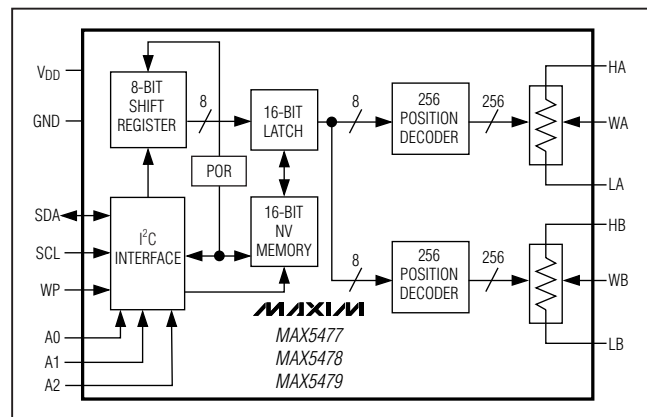 VDD
GND
SDA
SCL
WP
A0
A1
A2
8-BIT
SHIFT
REGISTER
8
16-BIT
LATCH
POR
16-BIT
NV
MEMORY
I2C
INTERFACE
8
256
POSITION
DECODER
256
8
256
POSITION
DECODER
256
HA
WA
LA
HB
WB
LB
MAXIM
MAX5477
MAX5478
MAX5479